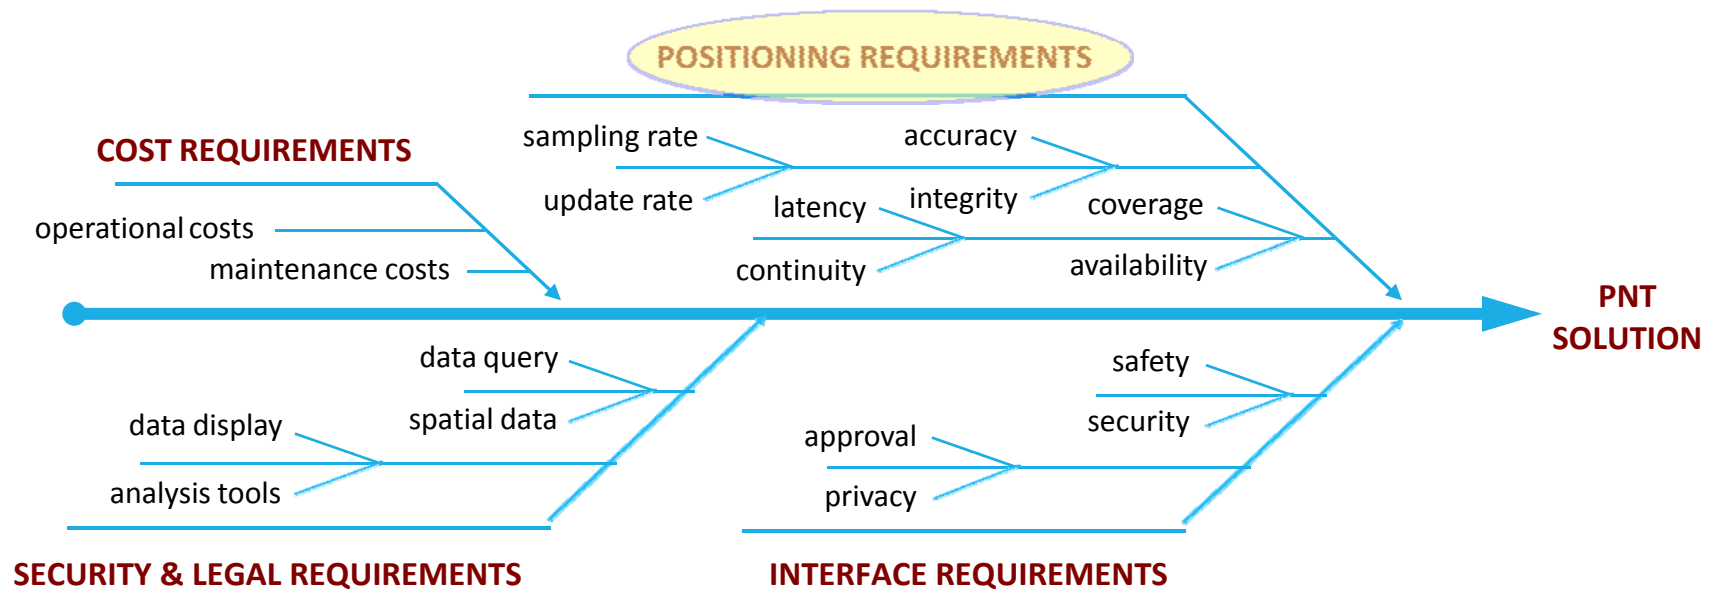 POSITIONING REQUIREMENTS
COST REQUIREMENTS
sampling rate
accuracy
update rate
integrity
latency
coverage
operational costs
continuity
availability
maintenance costs
PNT
SOLUTION
data query
safety
spatial data
security
data display
approval
analysis tools
privacy
SECURITY & LEGAL REQUIREMENTS
INTERFACE REQUIREMENTS